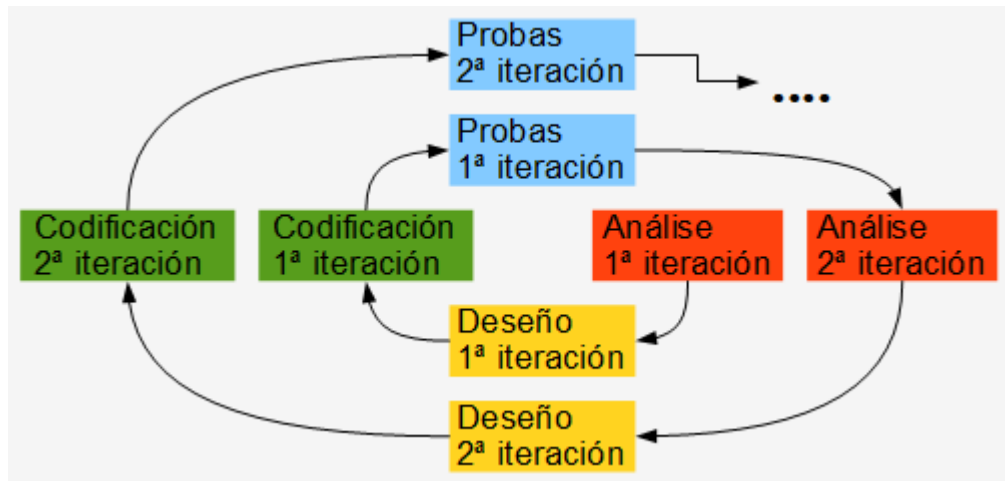 Probas
2ª iteración
....
Probas
1ª iteración
Codificación
2ª iteración
Codificación
1ª iteración
Análise
1ª iteración
Análise
2ª iteración
Deseño
1ª iteración
Deseño
2ª iteración